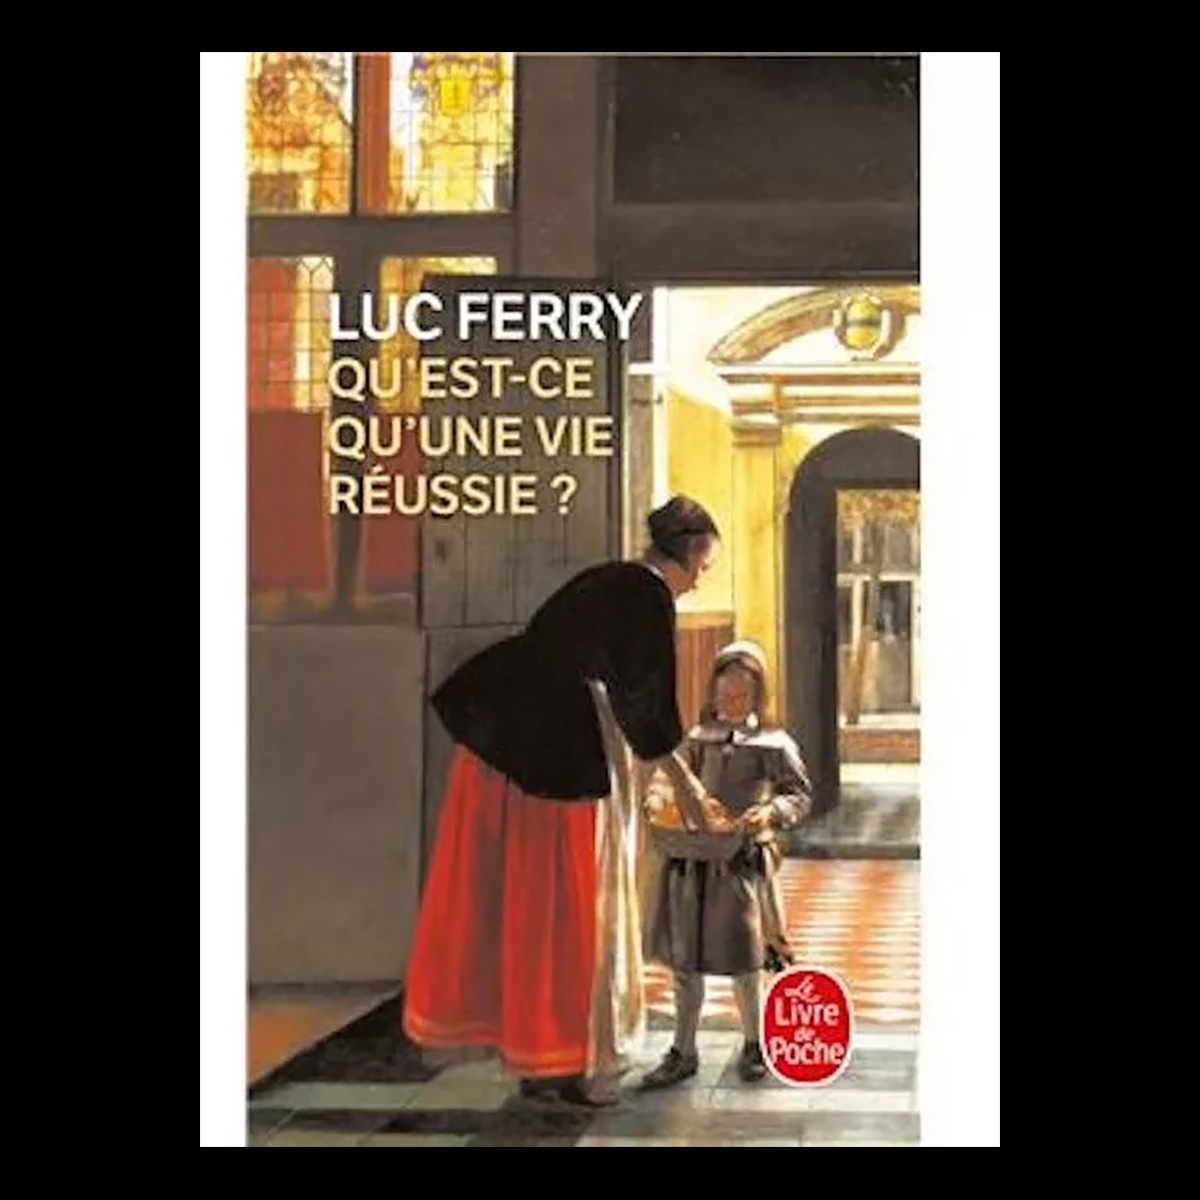 LUC FERRY
QU'EST-CE
QU'UNE VIE
RÉUSSIE ?
Le
Livre
de
Poche